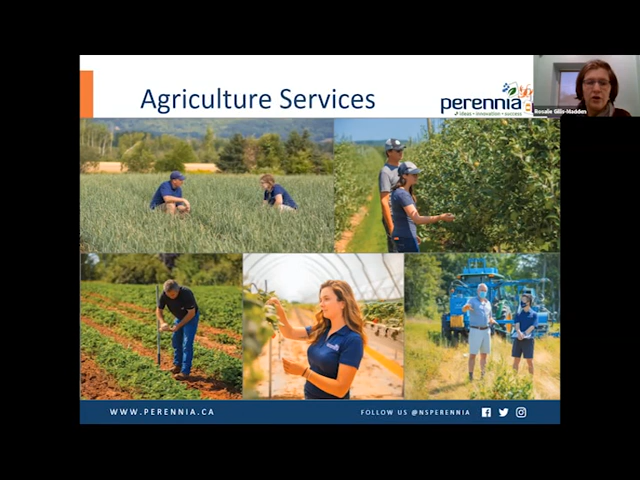 Agriculture Services
perennia
ideas • innovation • success
Rosalie Gillis-Madden
WWW.PERENNIA.CA
FOLLOW US @NSPERENNIA